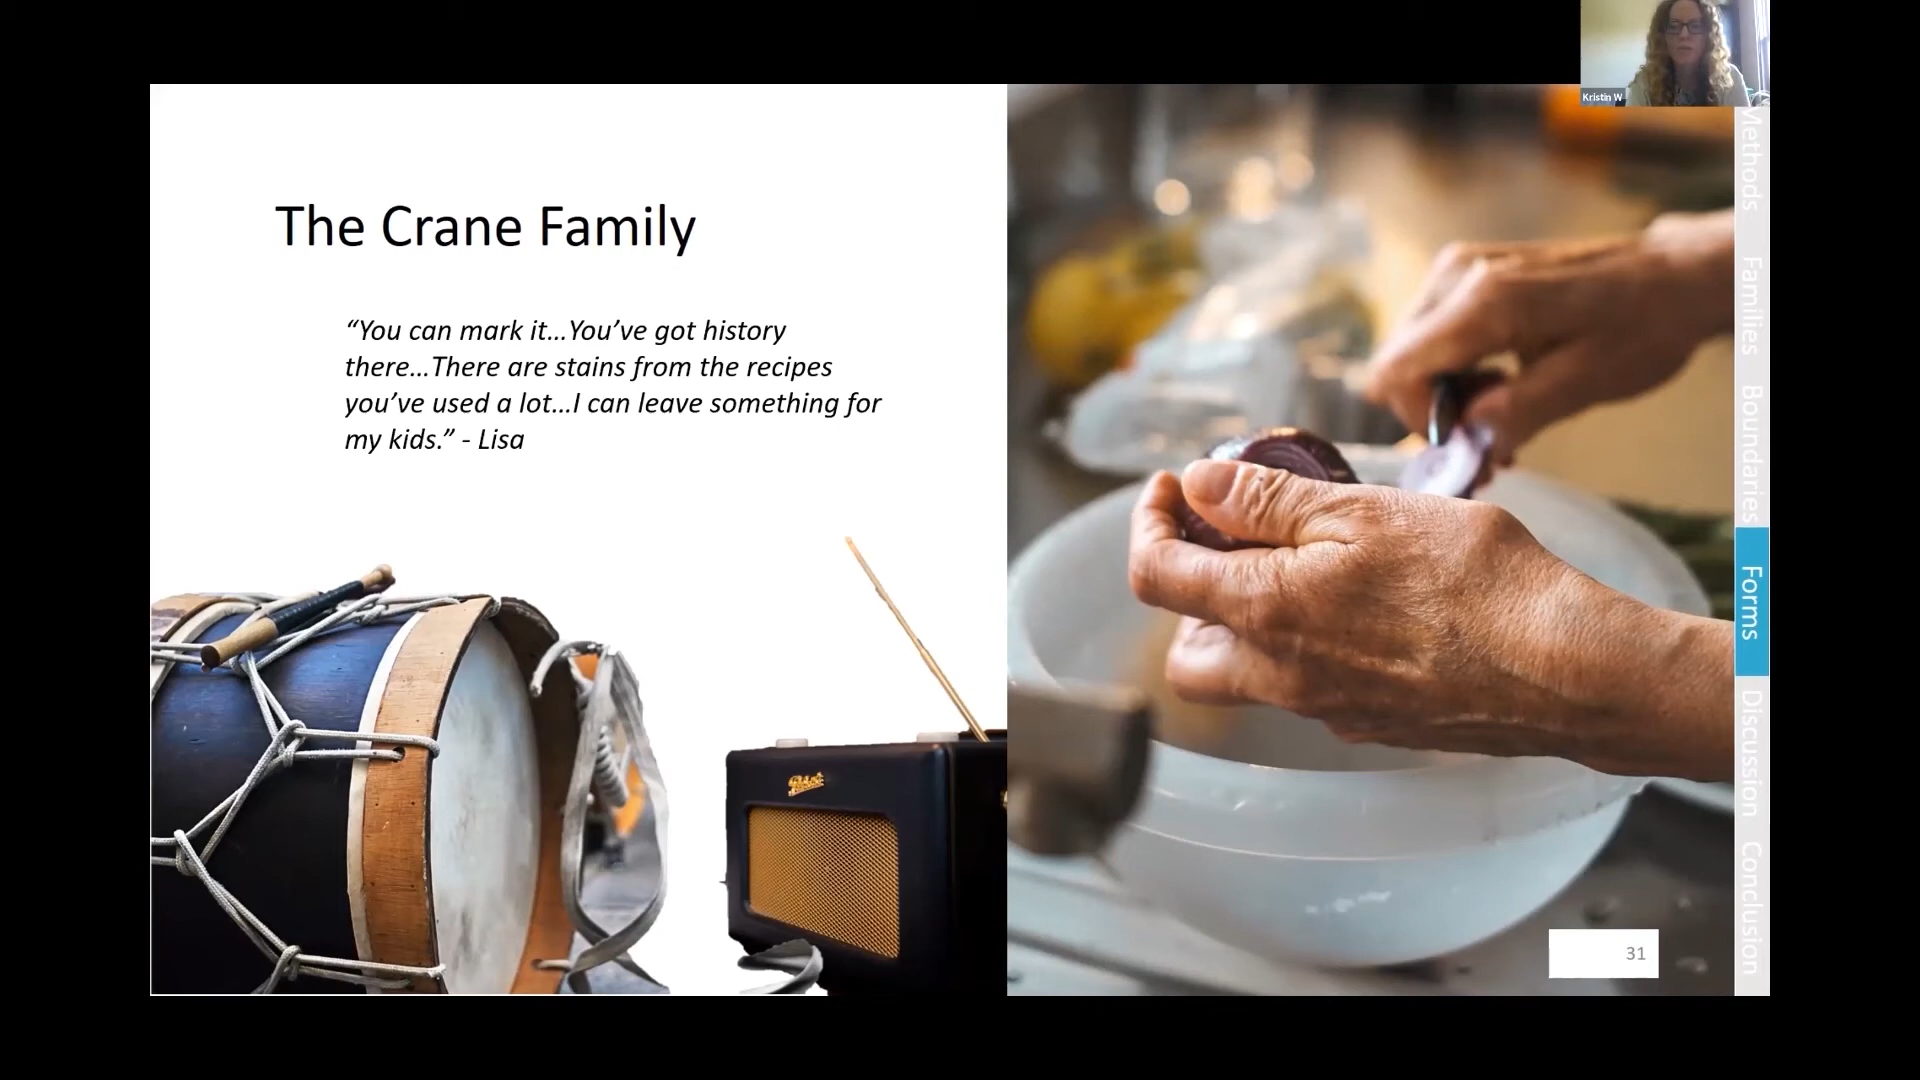 Kristin W
The Crane Family
“You can mark it...You’ve got history
there...There are stains from the recipes
you’ve used a lot...I can leave something for
my kids.” - Lisa
Methods
Families
Boundaries
Forms
Discussion
Conclusion
31